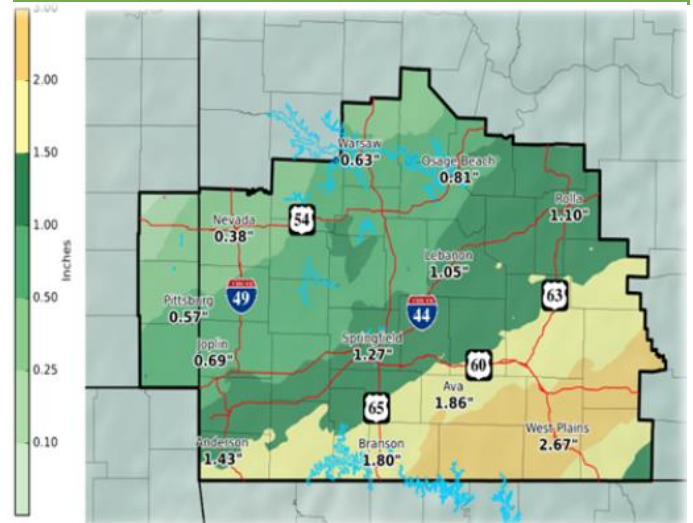 3.00
2.00
1.50
1.00
0.50
0.25
0.10
Inches
Warsaw
0.63"
Osage Beach
0.81"
Rolla
1.10"
Nevada
0.38"
54
Lebanon
1.05"
Pittsburg
0.57"
49
44
63
Joplin
0.69"
Springfield
1.27"
60
Ava
1.86"
65
Anderson
1.43"
Branson
1.80"
West Plains
2.67"